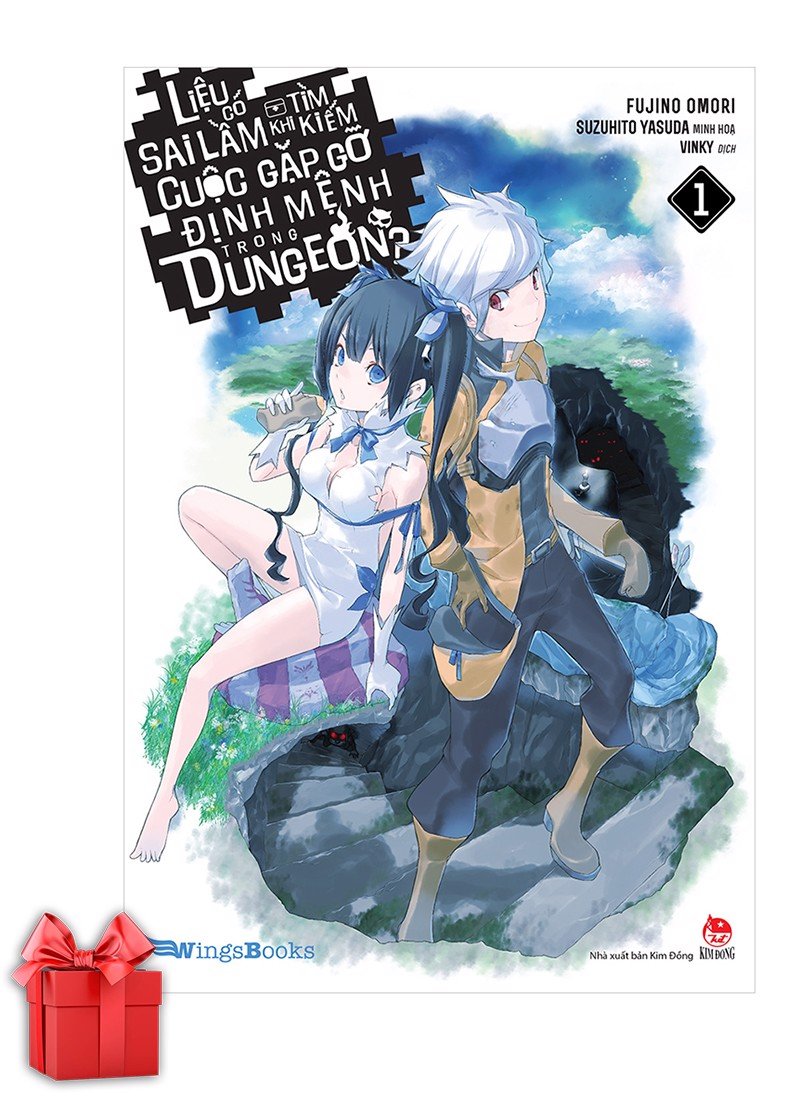 LIỆU CÓ
SAI LẦM KHI TÌM KIẾM
CUỘC GẶP GỠ
ĐỊNH MỆNH
TRONG
DUNGEON?
FUJINO OMORI
SUZUHITO YASUDA MINH HOẠ
VINKY DỊCH
1
WingsBooks
Nhà xuất bản Kim Đồng
KIM ĐỒNG